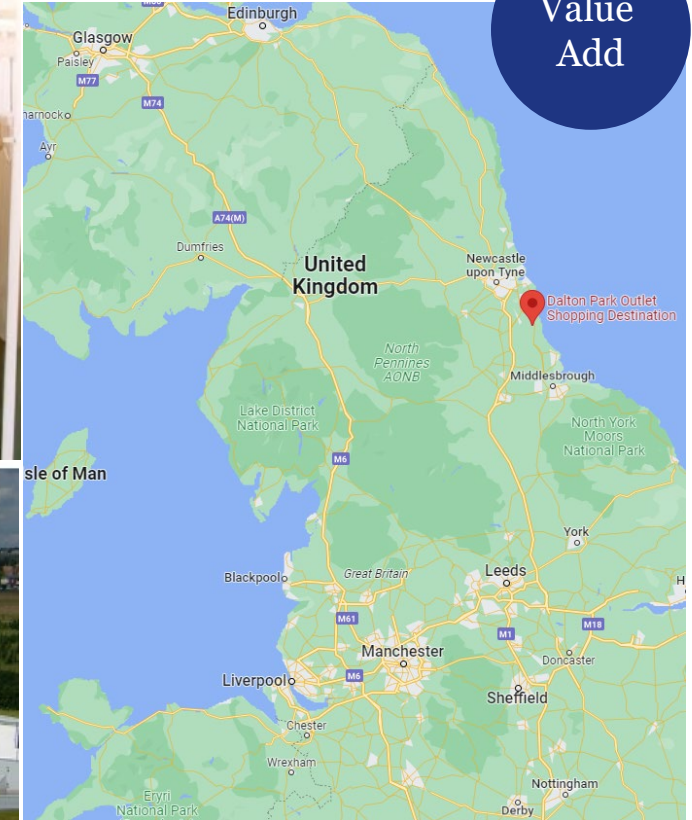 Value
Add
Edinburgh
Glasgow
Paisley
M77
M74
Ayr
A74(M)
Dumfries
United
Kingdom
Newcastle
upon Tyne
Dalton Park Outlet
Shopping Destination
North
Pennines
AONB
Middlesbrough
Lake District
National Park
North York
Moors
National Park
M6
sle of Man
York
Blackpool
Great Britain
Leeds
H
M61
M1
M18
Manchester
Doncaster
Liverpool
M6
Sheffield
Chester
Wrexham
Nottingham
Eryri
National Park
Derby